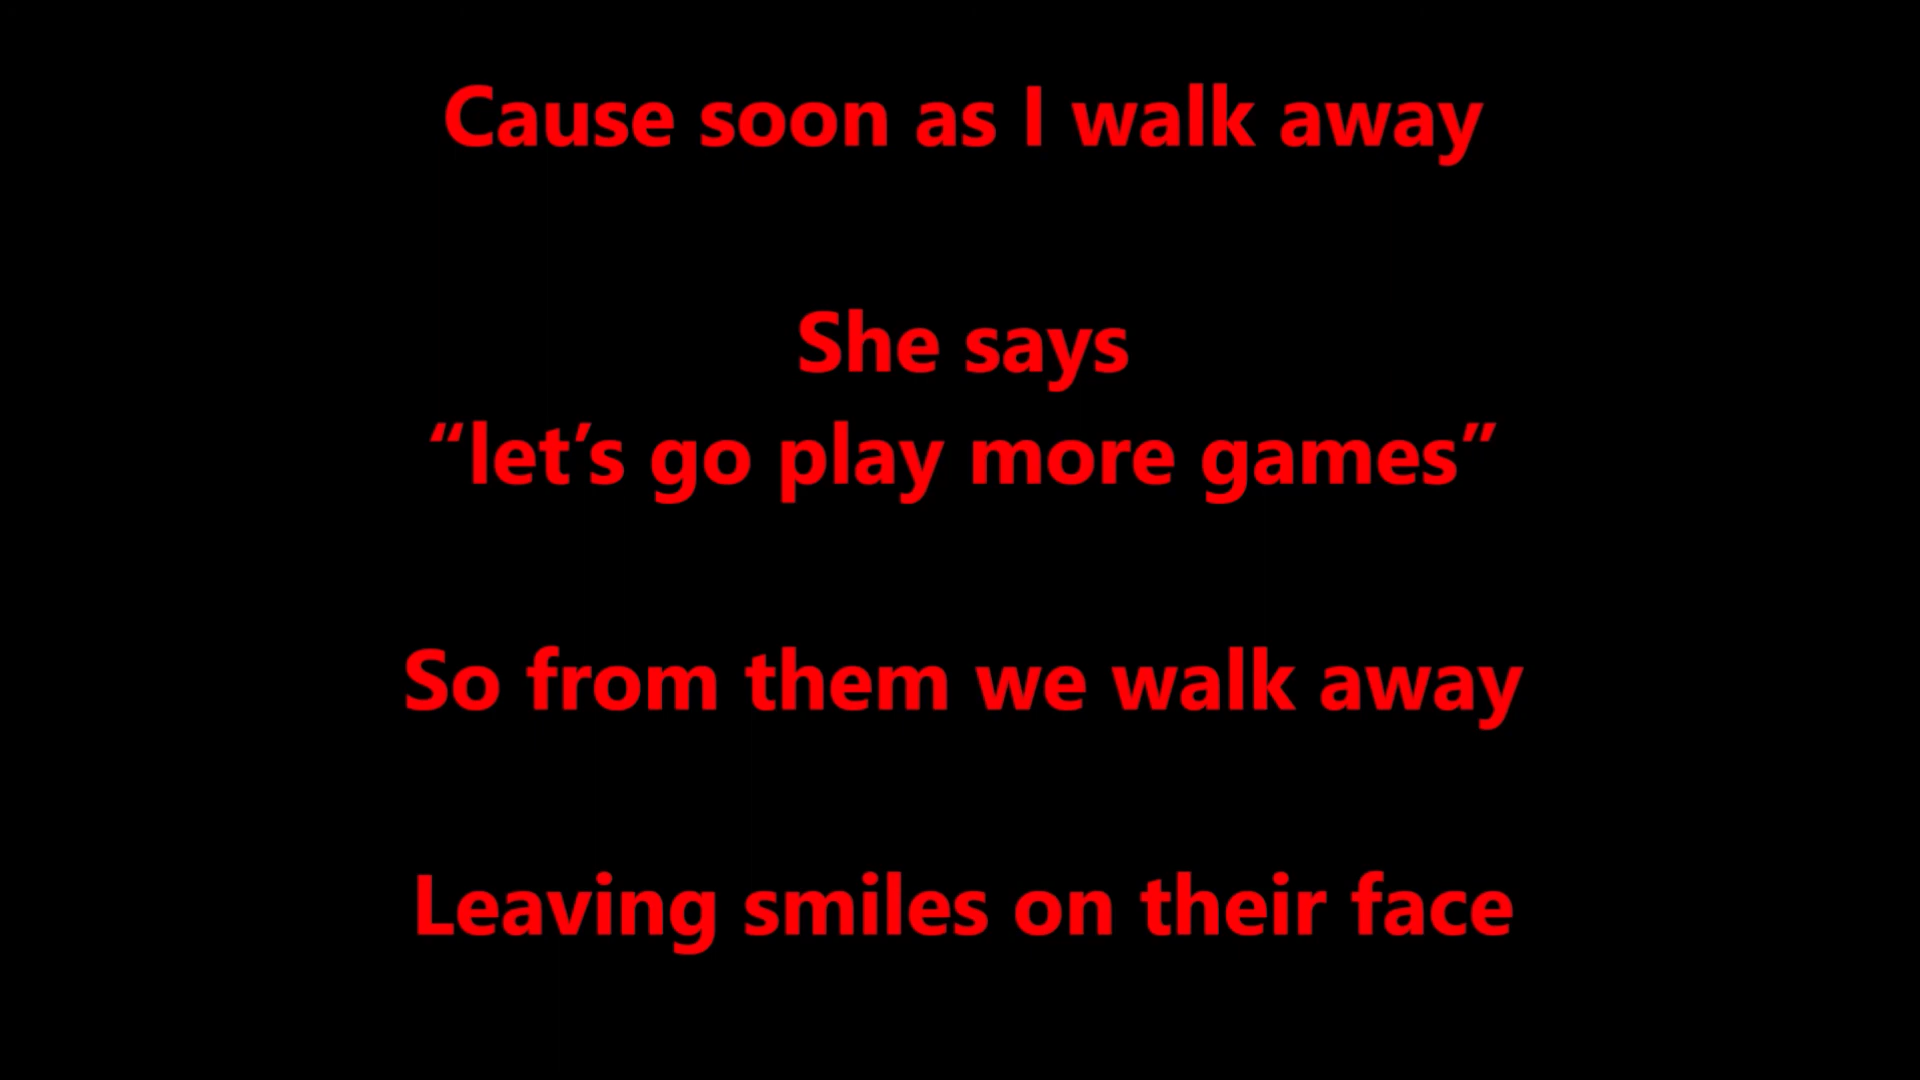 Cause soon as I walk away
She says
“let’s go play more games”
So from them we walk away
Leaving smiles on their face